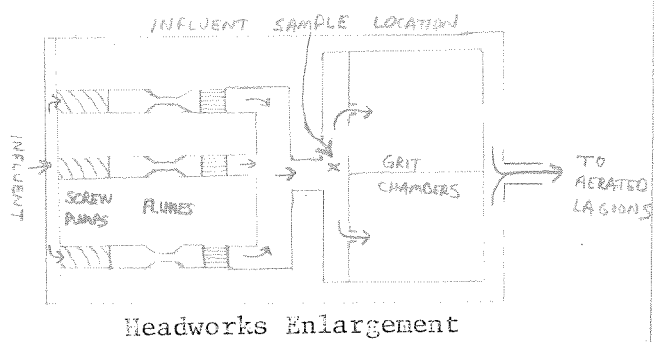 INFLUENT SAMPLE LOCATION
INFLUENT
SCREW
PUMPS
FLUMES
GRIT
CHAMBERS
TO
AERATED
LAGOONS
Headworks Enlargement